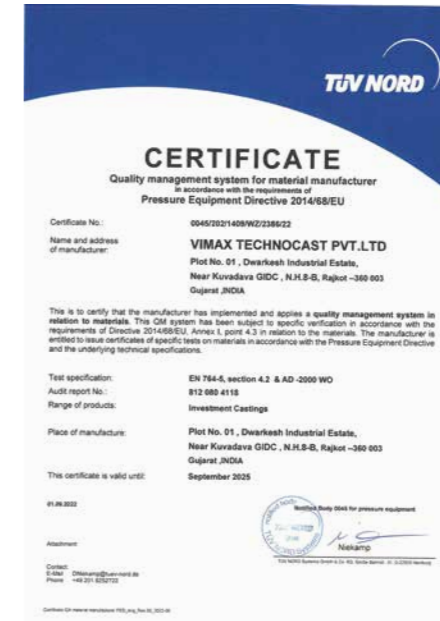 TÜV NORD
CERTIFICATE
Quality management system for material manufacturer
in accordance with the requirements of
Pressure Equipment Directive 2014/68/EU
Certificate No.: 0045/202/1409/WZ/2386/22
Name and address VIMAX TECHNOCAST PVT.LTD
of manufacturer:
Plot No. 01 , Dwarkesh Industrial Estate,
Near Kuvadava GIDC , N.H.8-B, Rajkot –360 003
Gujarat ,INDIA
This is to certify that the manufacturer has implemented and applies a quality management system in
relation to materials. This QM system has been subject to specific verification in accordance with the
requirements of Directive 2014/68/EU, Annex I, point 4.3 in relation to the materials. The manufacturer is
entitled to issue certificates of specific tests on materials in accordance with the Pressure Equipment Directive
and the underlying technical specifications.
Test specification: EN 764-5, section 4.2 & AD -2000 WO
Audit report No.: 812 080 4118
Range of products: Investment Castings
Place of manufacture: Plot No. 01 , Dwarkesh Industrial Estate,
Near Kuvadava GIDC , N.H.8-B, Rajkot –360 003
Gujarat ,INDIA
This certificate is valid until: September 2025
Notified Body 0045 for pressure equipment
TÜV NORD
Niekamp
Attachment
Contact:
E-Mail
Phone +49 201 8252722